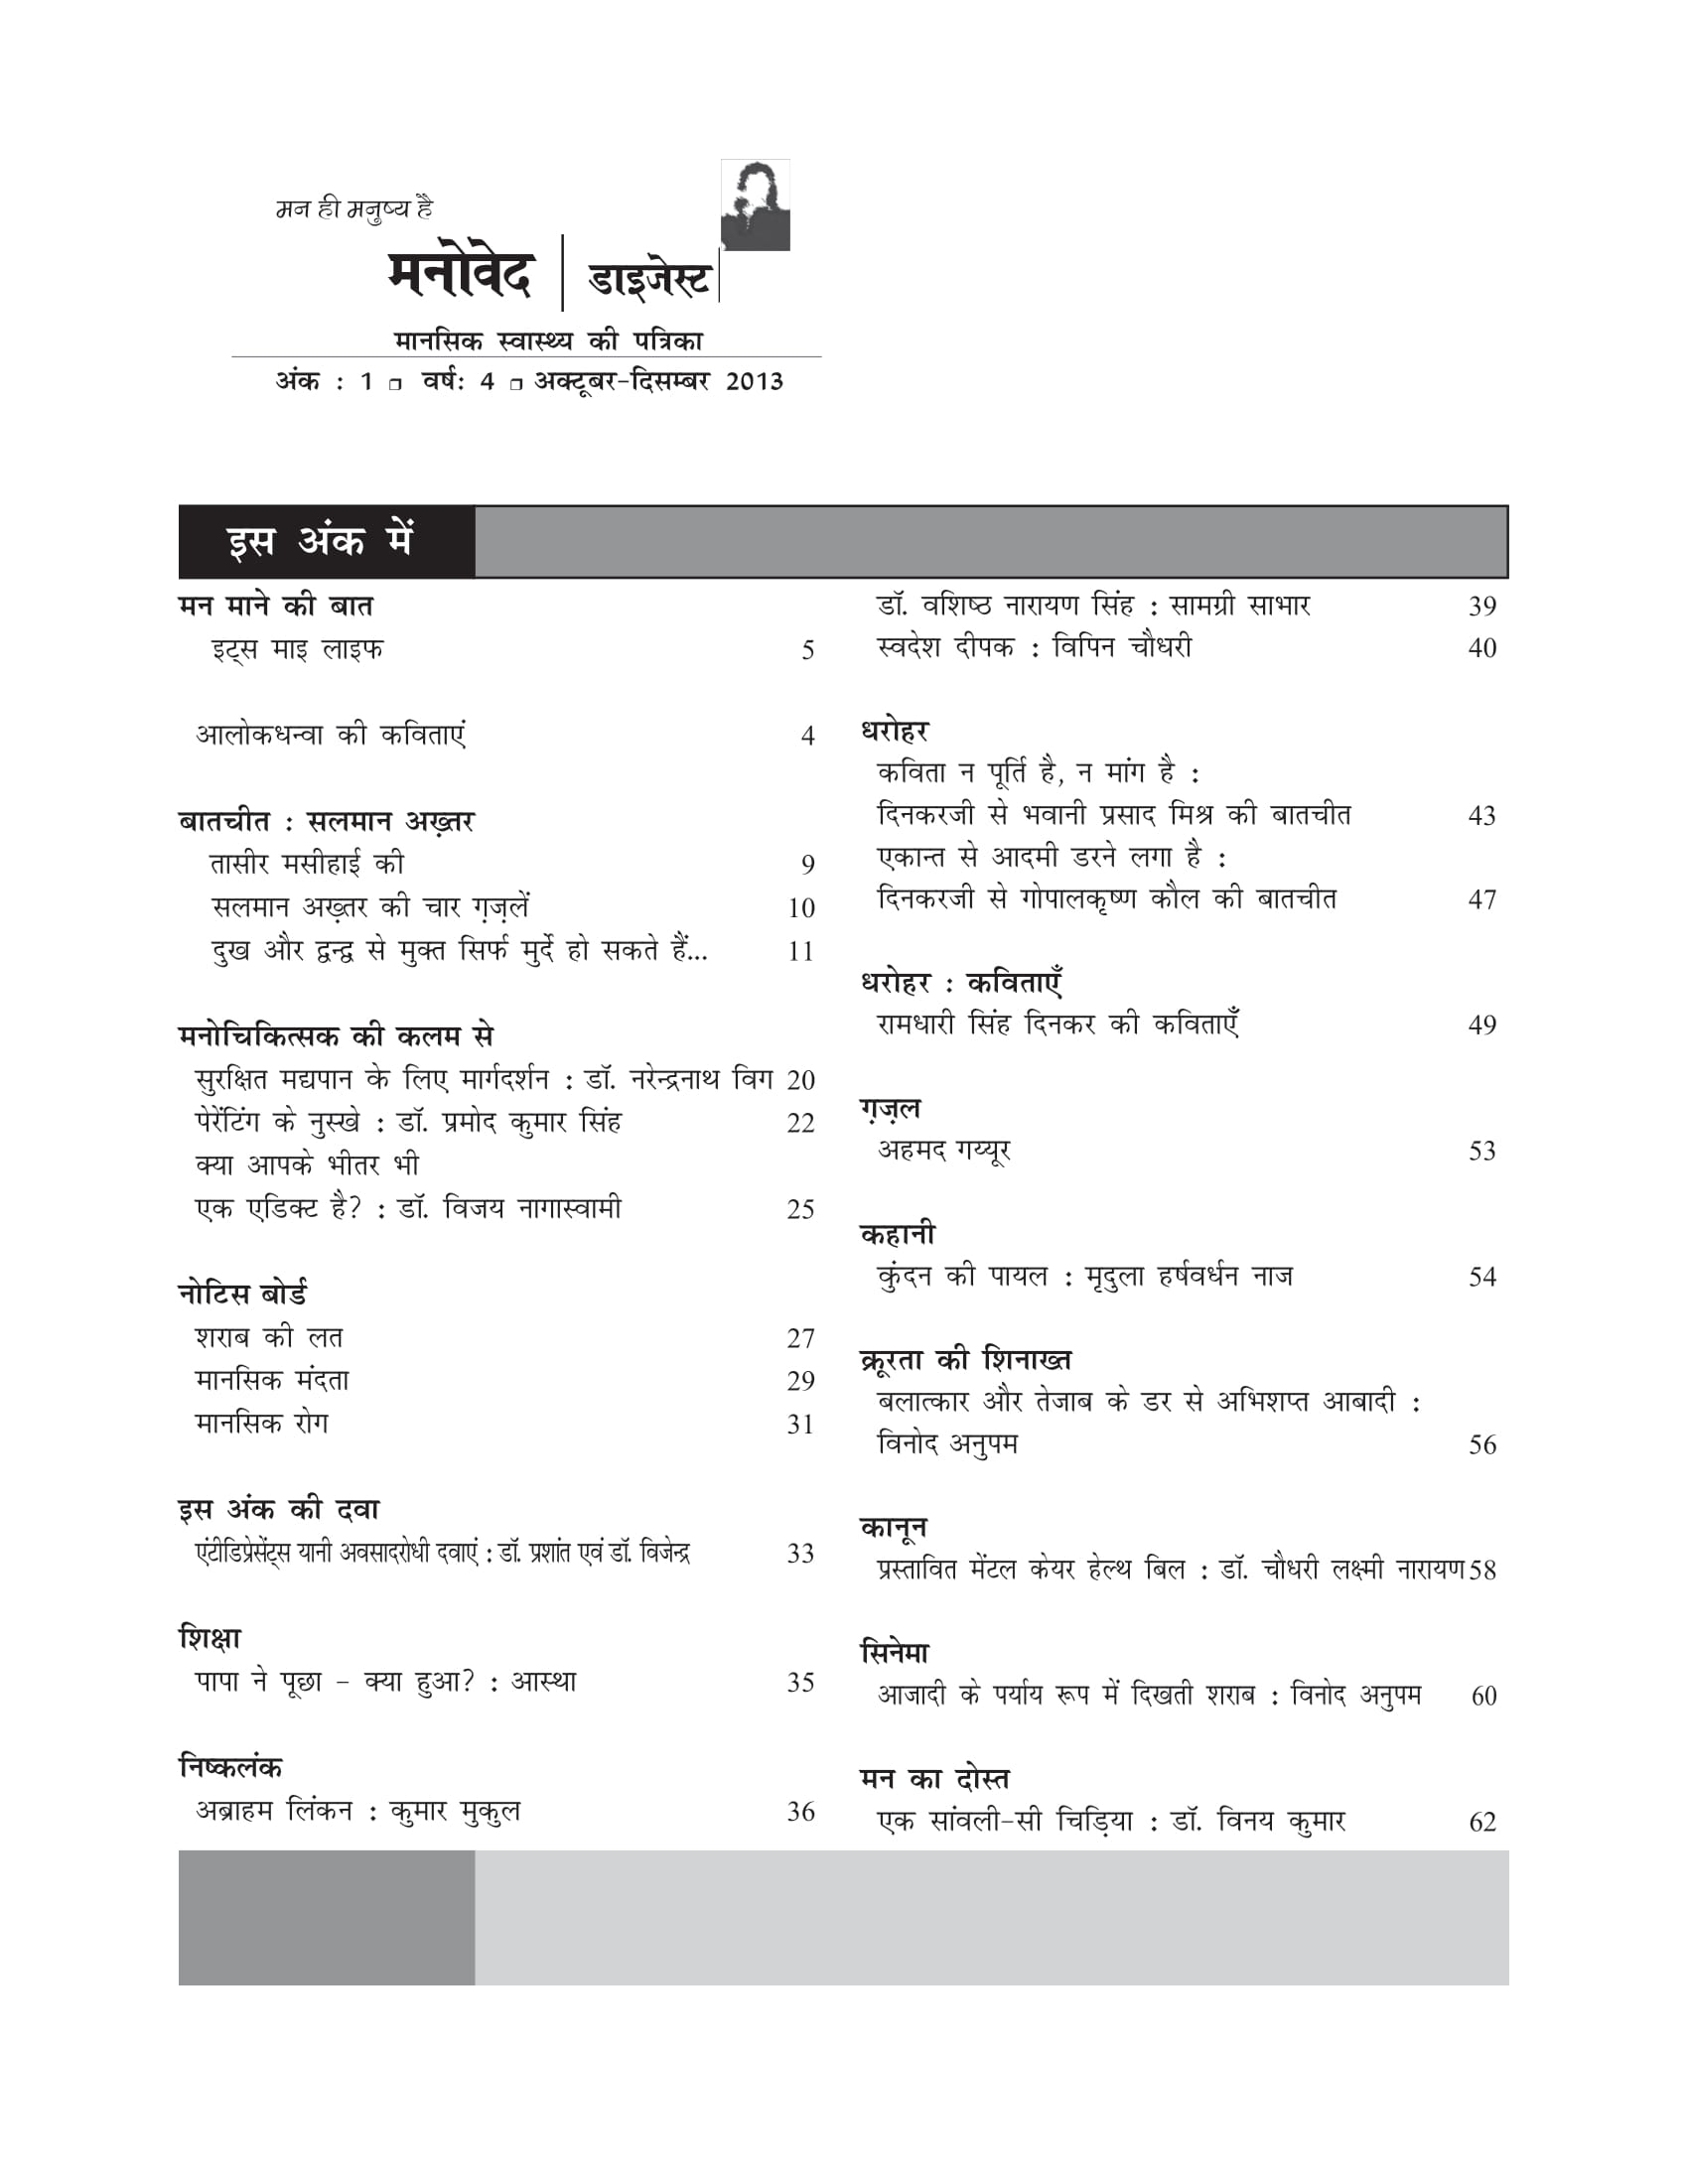 मन ही मनुष्य है
मनोवेद | डाइजेस्ट
मानसिक स्वास्थ्य की पत्रिका
अंक : 1 ❒ वर्ष: 4 ❒ अक्टूबर-दिसम्बर 2013
इस अंक में
मन माने की बात
इट्स माइ लाइफ 5
आलोकधन्वा की कविताएं 4
बातचीत : सलमान अख़्तर
तासीर मसीहाई की 9
सलमान अख़्तर की चार ग़ज़लें 10
दुख और द्वन्द्व से मुक्त सिर्फ मुर्दे हो सकते हैं... 11
मनोचिकित्सक की कलम से
सुरक्षित मद्यपान के लिए मार्गदर्शन : डॉ. नरेन्द्रनाथ विग 20
पेरेंटिंग के नुस्खे : डॉ. प्रमोद कुमार सिंह 22
क्या आपके भीतर भी
एक एडिक्ट है? : डॉ. विजय नागास्वामी 25
नोटिस बोर्ड
शराब की लत 27
मानसिक मंदता 29
मानसिक रोग 31
इस अंक की दवा
एंटीडिप्रेसेंट्स यानी अवसादरोधी दवाएं : डॉ. प्रशांत एवं डॉ. विजेन्द्र 33
शिक्षा
पापा ने पूछा - क्या हुआ? : आस्था 35
निष्कलंक
अब्राहम लिंकन : कुमार मुकुल 36
डॉ. वशिष्ठ नारायण सिंह : सामग्री साभार 39
स्वदेश दीपक : विपिन चौधरी 40
धरोहर
कविता न पूर्ति है, न मांग है :
दिनकरजी से भवानी प्रसाद मिश्र की बातचीत 43
एकान्त से आदमी डरने लगा है :
दिनकरजी से गोपालकृष्ण कौल की बातचीत 47
धरोहर : कविताएँ
रामधारी सिंह दिनकर की कविताएँ 49
ग़ज़ल
अहमद गय्यूर 53
कहानी
कुंदन की पायल : मृदुला हर्षवर्धन नाज 54
क्रूरता की शिनाख्त
बलात्कार और तेजाब के डर से अभिशप्त आबादी :
विनोद अनुपम 56
कानून
प्रस्तावित मेंटल केयर हेल्थ बिल : डॉ. चौधरी लक्ष्मी नारायण 58
सिनेमा
आजादी के पर्याय रूप में दिखती शराब : विनोद अनुपम 60
मन का दोस्त
एक सांवली-सी चिड़िया : डॉ. विनय कुमार 62